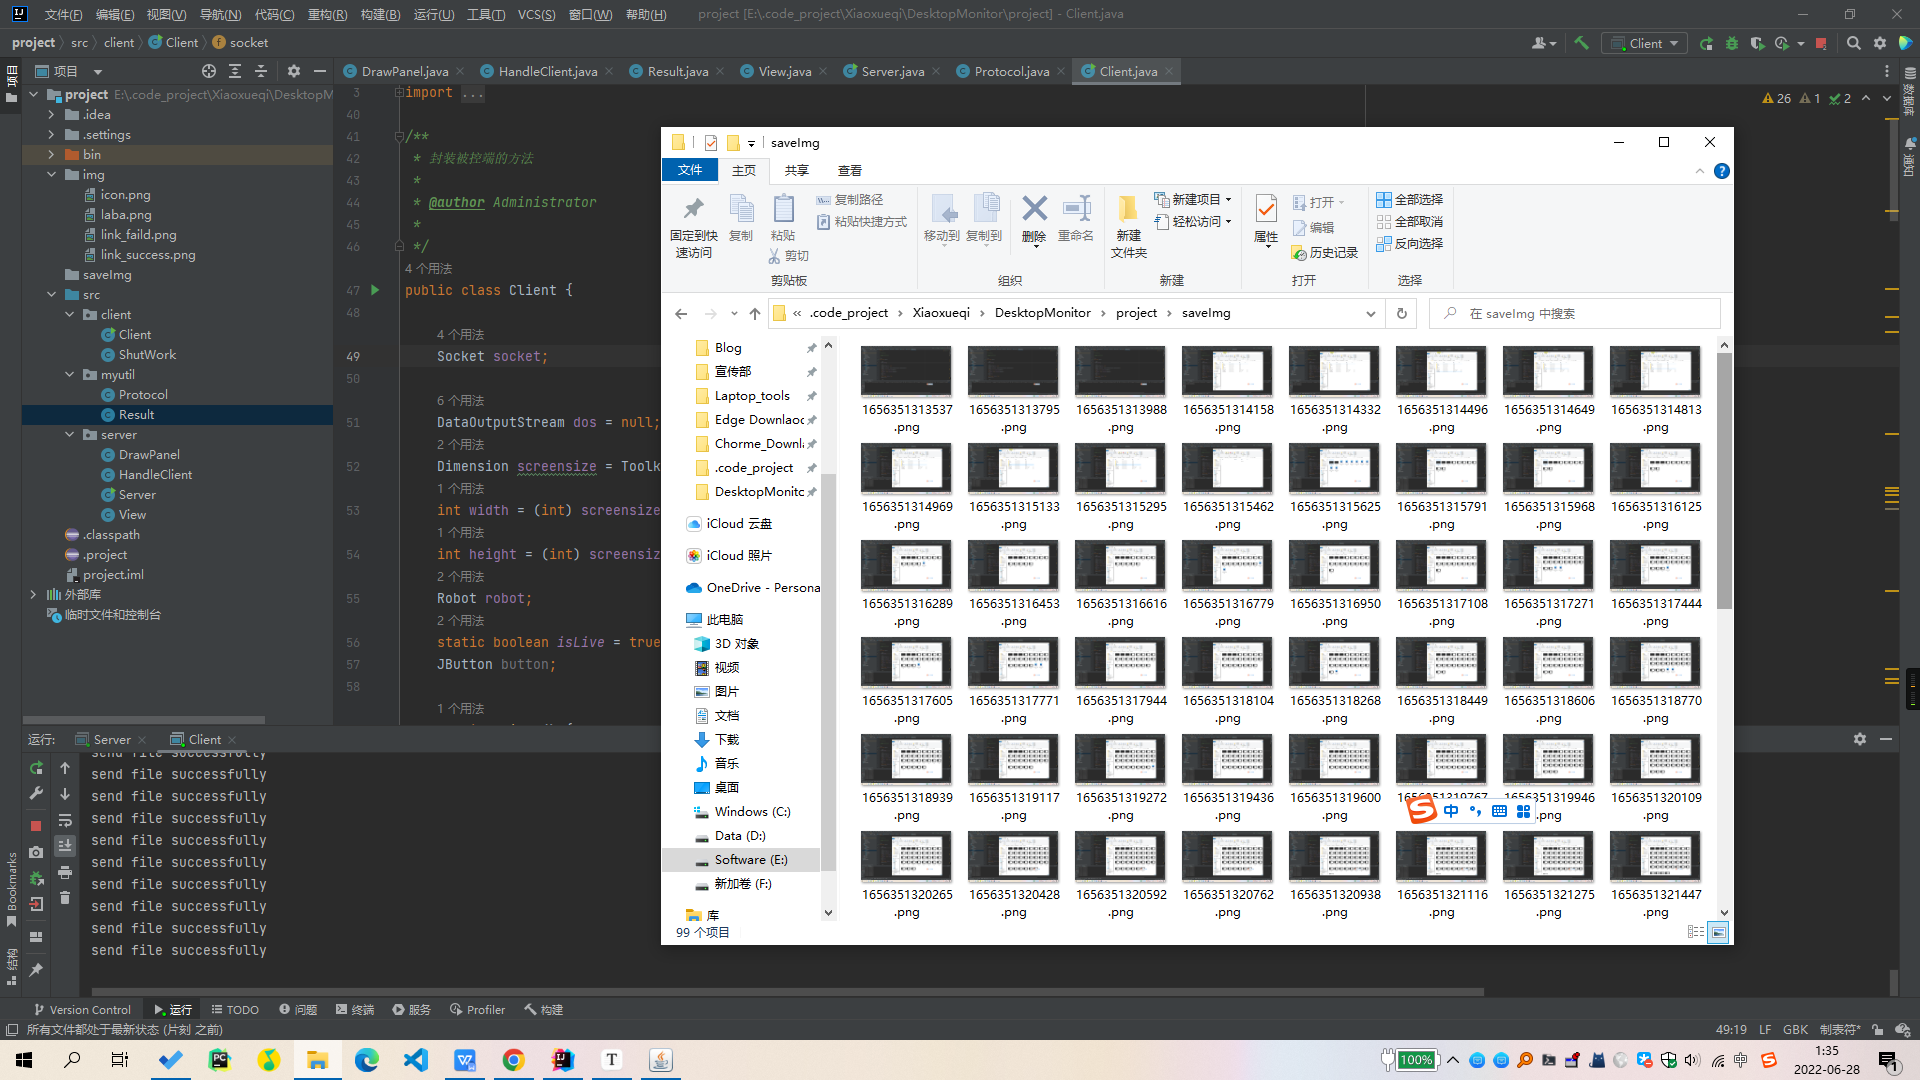 文件(F) 编辑(E) 视图(V) 导航(N) 代码(C) 重构(R) 构建(B) 运行(U) 工具(T) VCS(S) 窗口(W) 帮助(H) project [E:\.code_project\Xiaoxueqi\DesktopMonitor\project] - Client.java
project src client Client socket
Client
项目
DrawPanel.java HandleClient.java Result.java View.java Server.java Protocol.java Client.java
project E:\.code_project\Xiaoxueqi\DesktopM
.idea
.settings
bin
img
icon.png
laba.png
link_faild.png
link_success.png
saveImg
src
client
Client
ShutWork
myutil
Protocol
Result
server
DrawPanel
HandleClient
Server
View
.classpath
.project
project.iml
外部库
临时文件和控制台
项目
Bookmarks
结构
数据库
通知
26 1 2
3 import ...
40
41 /**
42 * 封装被控端的方法
43 *
44 * @author Administrator
45 *
46 */
4 个用法
47 public class Client {
48
4 个用法
49 Socket socket;
50
6 个用法
51 DataOutputStream dos = null;
2 个用法
52 Dimension screensize = Toolk
1 个用法
53 int width = (int) screensize
1 个用法
54 int height = (int) screensiz
2 个用法
55 Robot robot;
2 个用法
56 static boolean isLive = true
57 JButton button;
58
1 个用法
saveImg
文件 主页 共享 查看
固定到快速访问
复制
粘贴
复制路径
粘贴快捷方式
剪切
剪贴板
移动到
复制到
删除
重命名
组织
新建文件夹
新建项目
轻松访问
新建
属性
打开
编辑
历史记录
打开
全部选择
全部取消
反向选择
选择
« .code_project › Xiaoxueqi › DesktopMonitor › project › saveImg
在 saveImg 中搜索
Blog
宣传部
Laptop_tools
Edge Downlaoc
Chorme_Downl
.code_project
DesktopMonitc
iCloud 云盘
iCloud 照片
OneDrive - Persona
此电脑
3D 对象
视频
图片
文档
下载
音乐
桌面
Windows (C:)
Data (D:)
Software (E:)
新加卷 (F:)
库
1656351313537.png 1656351313795.png 1656351313988.png 1656351314158.png 1656351314332.png 1656351314496.png 1656351314649.png 1656351314813.png
1656351314969.png 1656351315133.png 1656351315295.png 1656351315462.png 1656351315625.png 1656351315791.png 1656351315968.png 1656351316125.png
1656351316289.png 1656351316453.png 1656351316616.png 1656351316779.png 1656351316950.png 1656351317108.png 1656351317271.png 1656351317444.png
1656351317605.png 1656351317771.png 1656351317944.png 1656351318104.png 1656351318268.png 1656351318449.png 1656351318606.png 1656351318770.png
1656351318939.png 1656351319117.png 1656351319272.png 1656351319436.png 1656351319600.png 1656351319767 1656351319946.png 1656351320109.png
中
1656351320265.png 1656351320428.png 1656351320592.png 1656351320762.png 1656351320938.png 1656351321116.png 1656351321275.png 1656351321447.png
99 个项目
运行: Server Client
send file successfully
send file successfully
send file successfully
send file successfully
send file successfully
send file successfully
send file successfully
send file successfully
send file successfully
send file successfully
Version Control 运行 TODO 问题 终端 服务 Profiler 构建
所有文件都处于最新状态 (片刻 之前)
49:19 LF GBK 制表符*
100%
中
1:35
2022-06-28
1